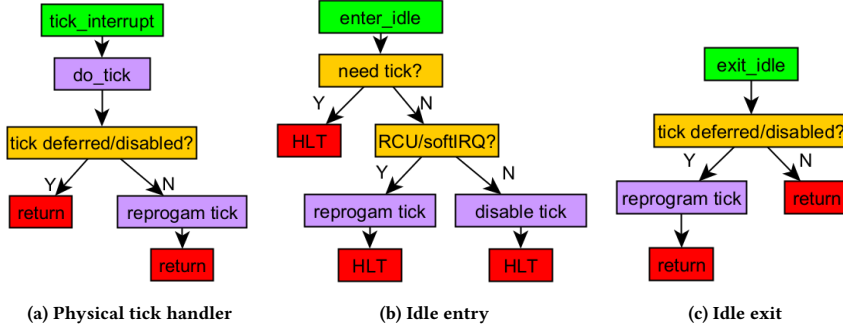 tick_interrupt
do_tick
tick deferred/disabled?
Y
N
return
reprogam tick
return
(a) Physical tick handler
enter_idle
need tick?
Y
N
HLT
RCU/softIRQ?
Y
N
reprogam tick
disable tick
HLT
HLT
(b) Idle entry
exit_idle
tick deferred/disabled?
Y
N
reprogram tick
return
return
(c) Idle exit